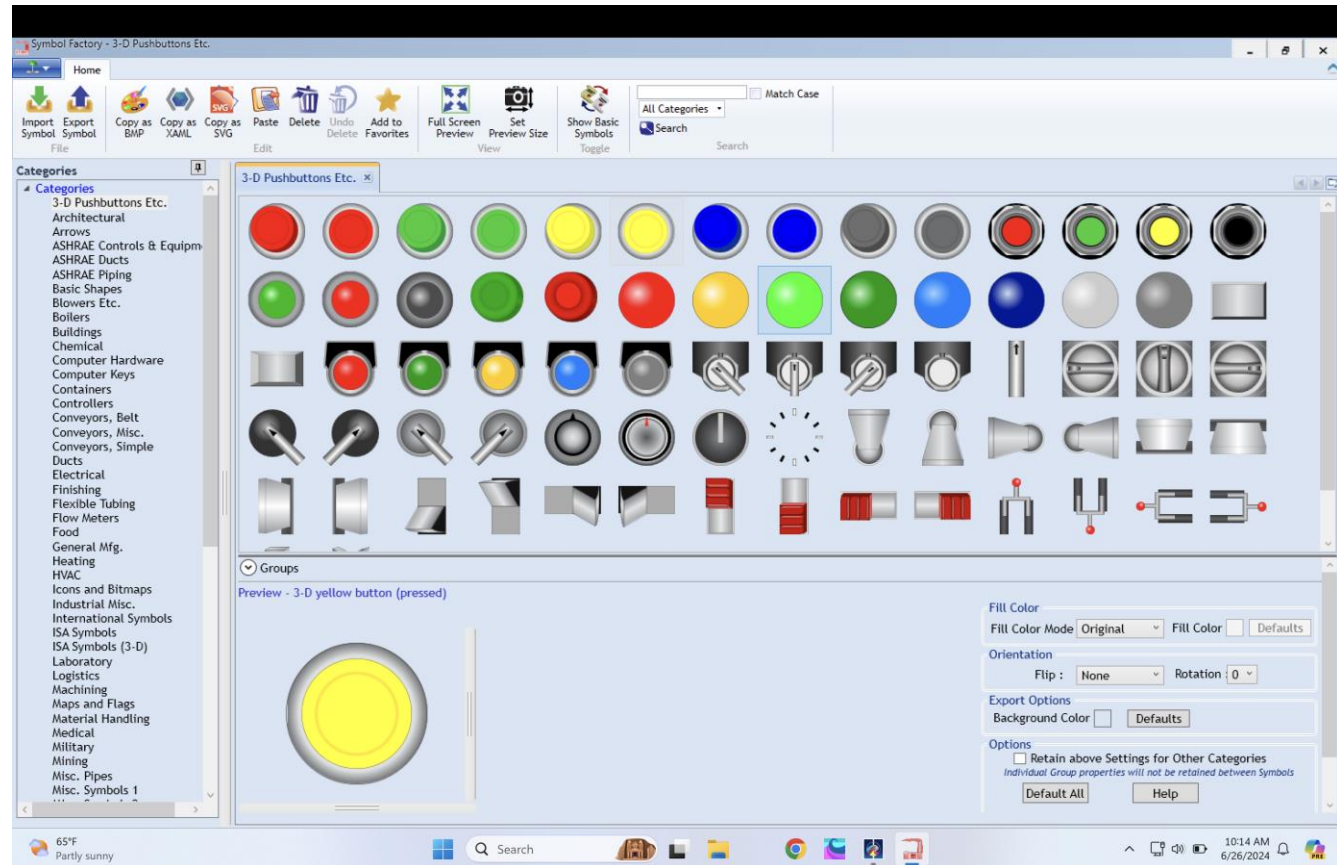 Symbol Factory - 3-D Pushbuttons Etc.
Home
Import Symbol
Export Symbol
Copy as BMP
Copy as XAML
Copy as SVG
Paste
Delete
Undo Delete
Add to Favorites
Full Screen Preview
Set Preview Size
Show Basic Symbols
All Categories
Match Case
Search
File
Edit
View
Toggle
Search
Categories
Categories
3-D Pushbuttons Etc.
Architectural
Arrows
ASHRAE Controls & Equipm
ASHRAE Ducts
ASHRAE Piping
Basic Shapes
Blowers Etc.
Boilers
Buildings
Chemical
Computer Hardware
Computer Keys
Containers
Controllers
Conveyors, Belt
Conveyors, Misc.
Conveyors, Simple
Ducts
Electrical
Finishing
Flexible Tubing
Flow Meters
Food
General Mfg.
Heating
HVAC
Icons and Bitmaps
Industrial Misc.
International Symbols
ISA Symbols
ISA Symbols (3-D)
Laboratory
Logistics
Machining
Maps and Flags
Material Handling
Medical
Military
Mining
Misc. Pipes
Misc. Symbols 1
3-D Pushbuttons Etc.
Groups
Preview - 3-D yellow button (pressed)
Fill Color
Fill Color Mode Original Fill Color Defaults
Orientation
Flip : None Rotation : 0
Export Options
Background Color Defaults
Options
Retain above Settings for Other Categories
Individual Group properties will not be retained between Symbols
Default All Help
65°F
Partly sunny
Search
10:14 AM
6/26/2024